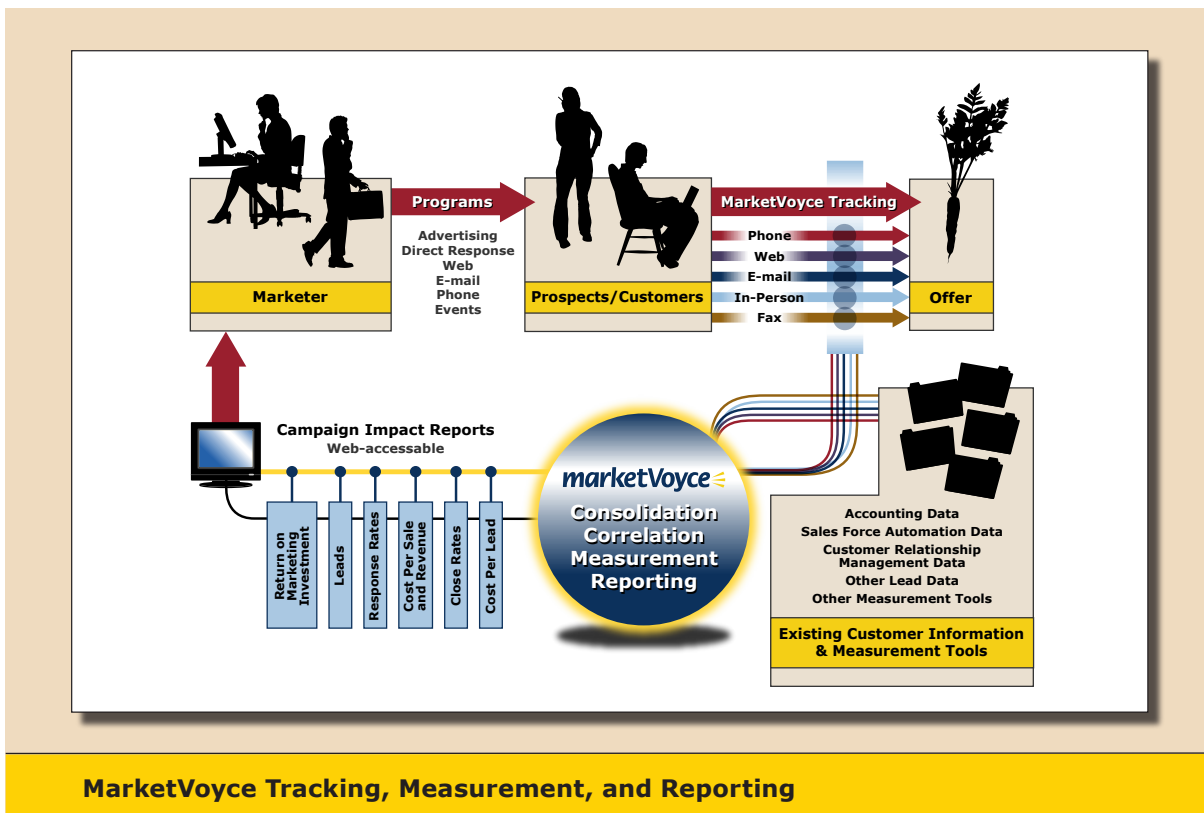 Programs
MarketVoyce Tracking
Advertising
Direct Response
Web
E-mail
Phone
Events
Phone
Web
E-mail
In-Person
Fax
Marketer
Prospects/Customers
Offer
Campaign Impact Reports
Web-accessable
Return on
Marketing
Investment
Leads
Response Rates
Cost Per Sale
and Revenue
Close Rates
Cost Per Lead
marketVoyce
Consolidation
Correlation
Measurement
Reporting
Accounting Data
Sales Force Automation Data
Customer Relationship
Management Data
Other Lead Data
Other Measurement Tools
Existing Customer Information
& Measurement Tools
MarketVoyce Tracking, Measurement, and Reporting